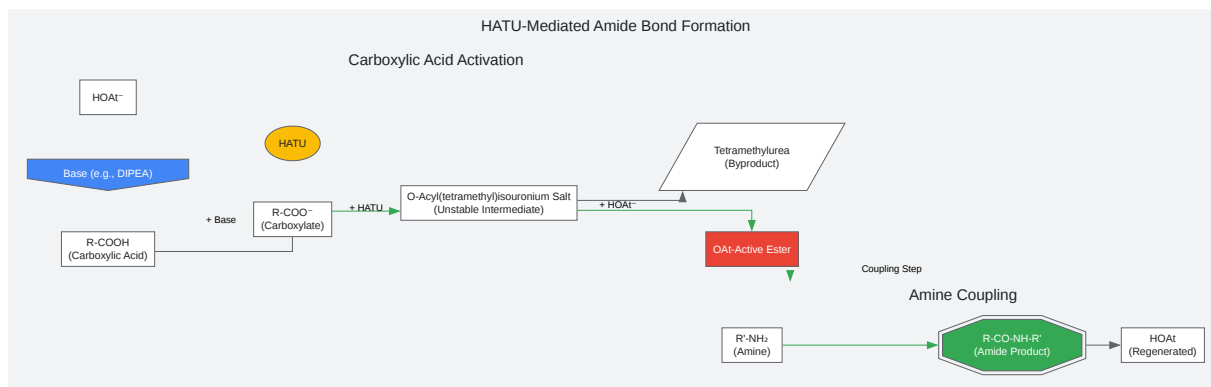 HATU-Mediated Amide Bond Formation
Carboxylic Acid Activation
HOAt⁻
HATU
Base (e.g., DIPEA)
Tetramethylurea
(Byproduct)
R-COO⁻
(Carboxylate)
+ Base
+ HATU
O-Acyl(tetramethyl)isouronium Salt
(Unstable Intermediate)
+ HOAt⁻
R-COOH
(Carboxylic Acid)
OAt-Active Ester
Coupling Step
Amine Coupling
R'-NH₂
(Amine)
R-CO-NH-R'
(Amide Product)
HOAt
(Regenerated)